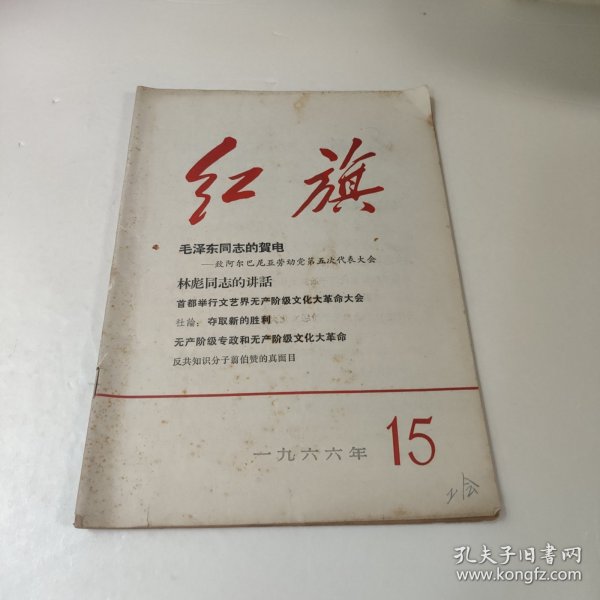 红旗
毛泽东同志的賀电
——致阿尔巴尼亚劳动党第五次代表大会
林彪同志的讲話
首都举行文艺界无产阶级文化大革命大会
社論：夺取新的胜利
无产阶级专政和无产阶级文化大革命
反共知识分子翦伯赞的真面目
一九六六年 15
孔夫子旧书网
www.kongfz.com